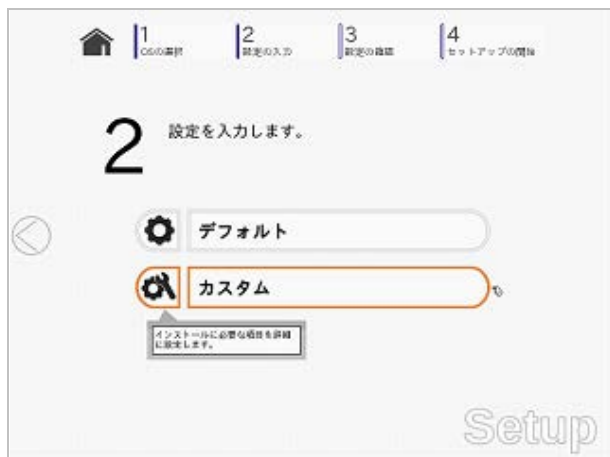 1
OSの選択
2
設定の入力
3
設定の確認
4
セットアップの開始
2
設定を入力します。
デフォルト
カスタム
インストールに必要な項目を詳細
に設定します。
Setup